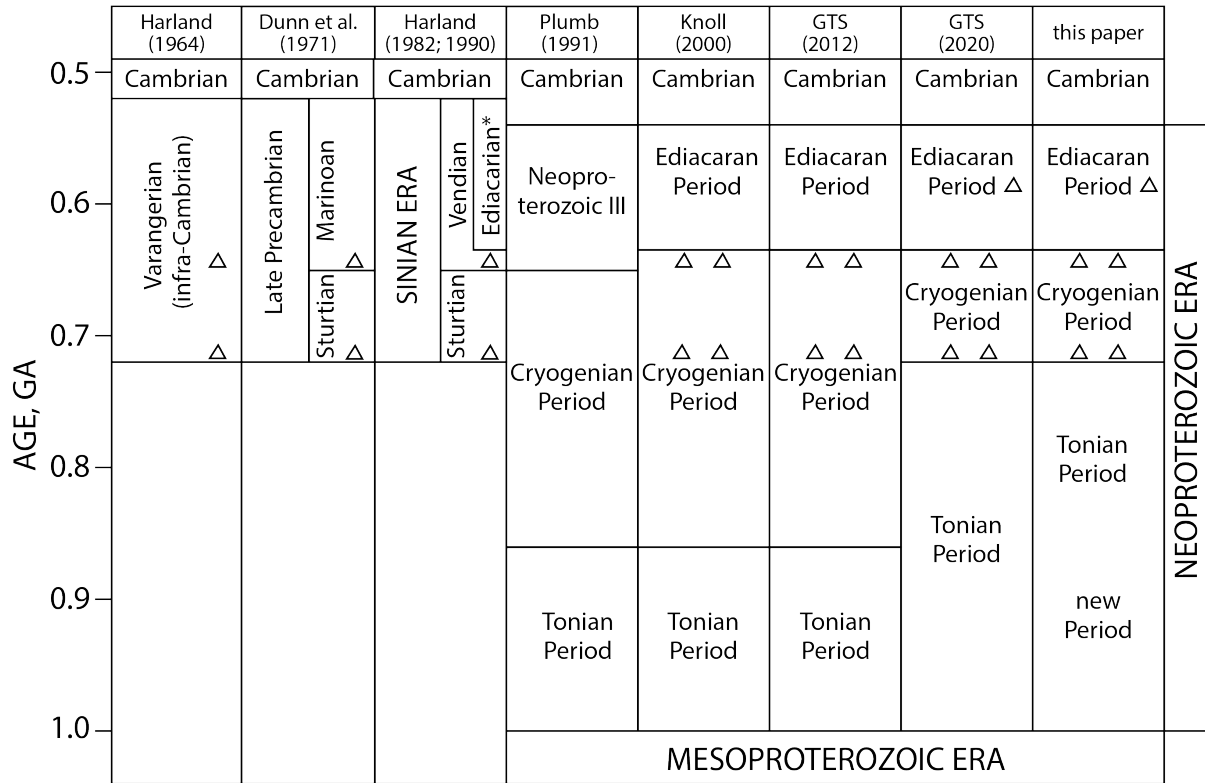 Harland
(1964)
Dunn et al.
(1971)
Harland
(1982; 1990)
Plumb
(1991)
Knoll
(2000)
GTS
(2012)
GTS
(2020)
this paper
0.5
Cambrian
Cambrian
Cambrian
Cambrian
Cambrian
Cambrian
Cambrian
Cambrian
Varangerian
(infra-Cambrian)
Late Precambrian
Marinoan
Sturtian
SINIAN ERA
Vendian
Ediacarian*
Sturtian
Neopro-
terozoic III
Ediacaran
Period
Ediacaran
Period
Ediacaran
Period
Ediacaran
Period
0.6
Cryogenian
Period
Cryogenian
Period
0.7
Cryogenian
Period
Cryogenian
Period
Cryogenian
Period
AGE, GA
0.8
Tonian
Period
Tonian
Period
0.9
new
Period
Tonian
Period
Tonian
Period
Tonian
Period
1.0
NEOPROTEROZOIC ERA
MESOPROTEROZOIC ERA